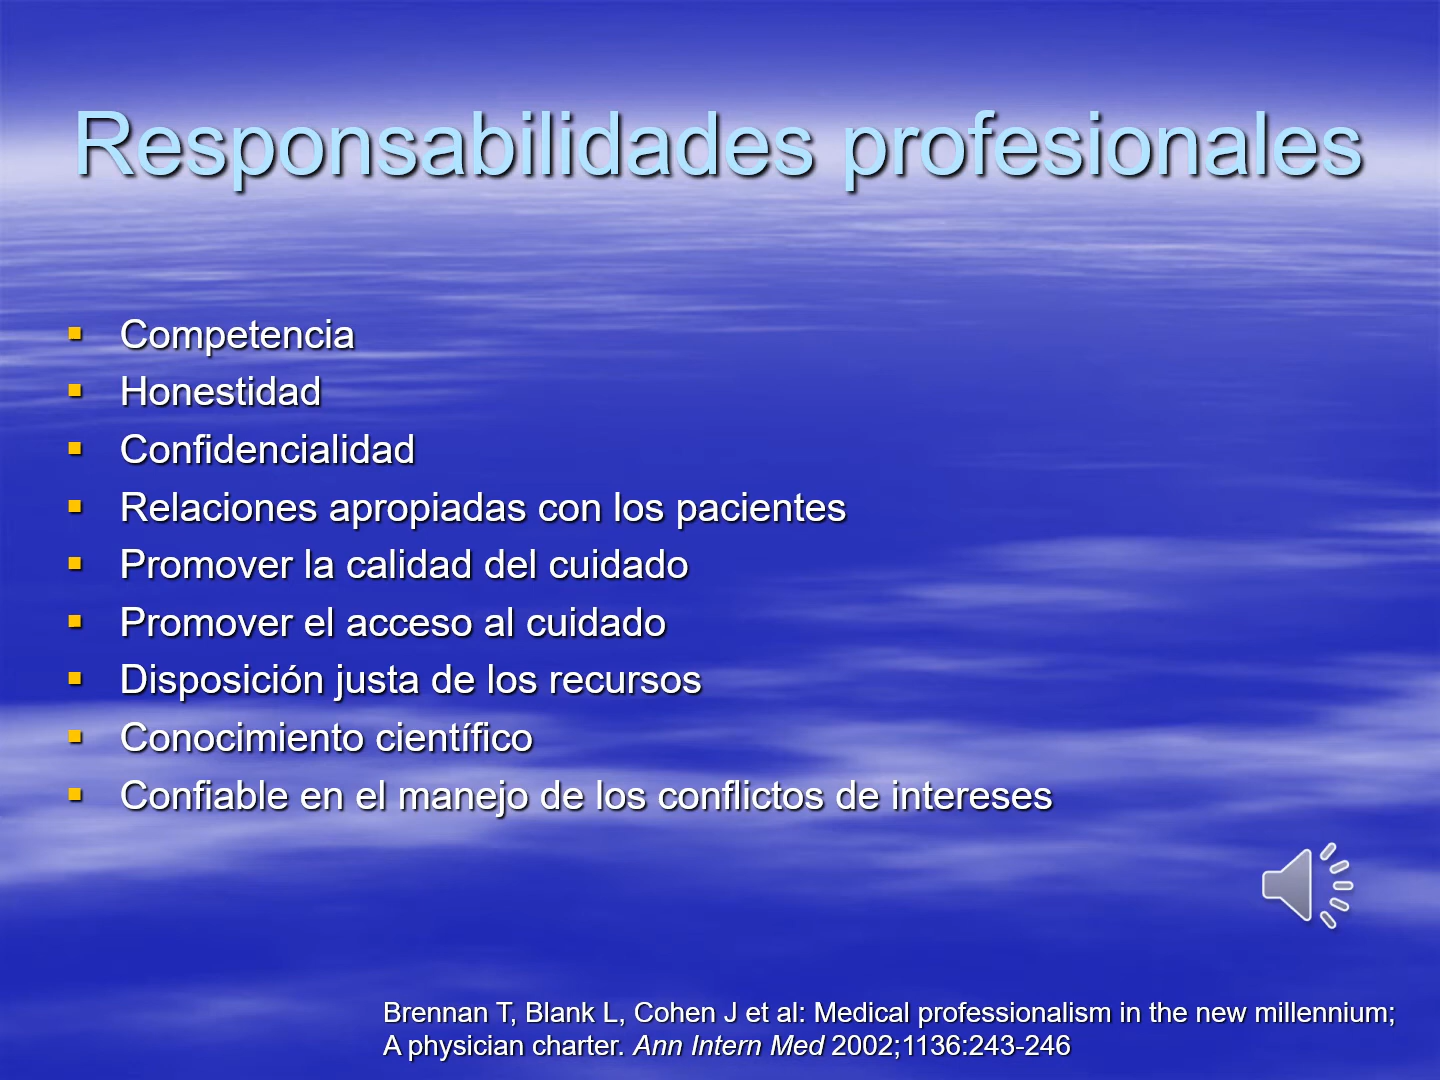 Responsabilidades profesionales
▪ Competencia
▪ Honestidad
▪ Confidencialidad
▪ Relaciones apropiadas con los pacientes
▪ Promover la calidad del cuidado
▪ Promover el acceso al cuidado
▪ Disposición justa de los recursos
▪ Conocimiento científico
▪ Confiable en el manejo de los conflictos de intereses
Brennan T, Blank L, Cohen J et al: Medical professionalism in the new millennium;
A physician charter. Ann Intern Med 2002;1136:243-246